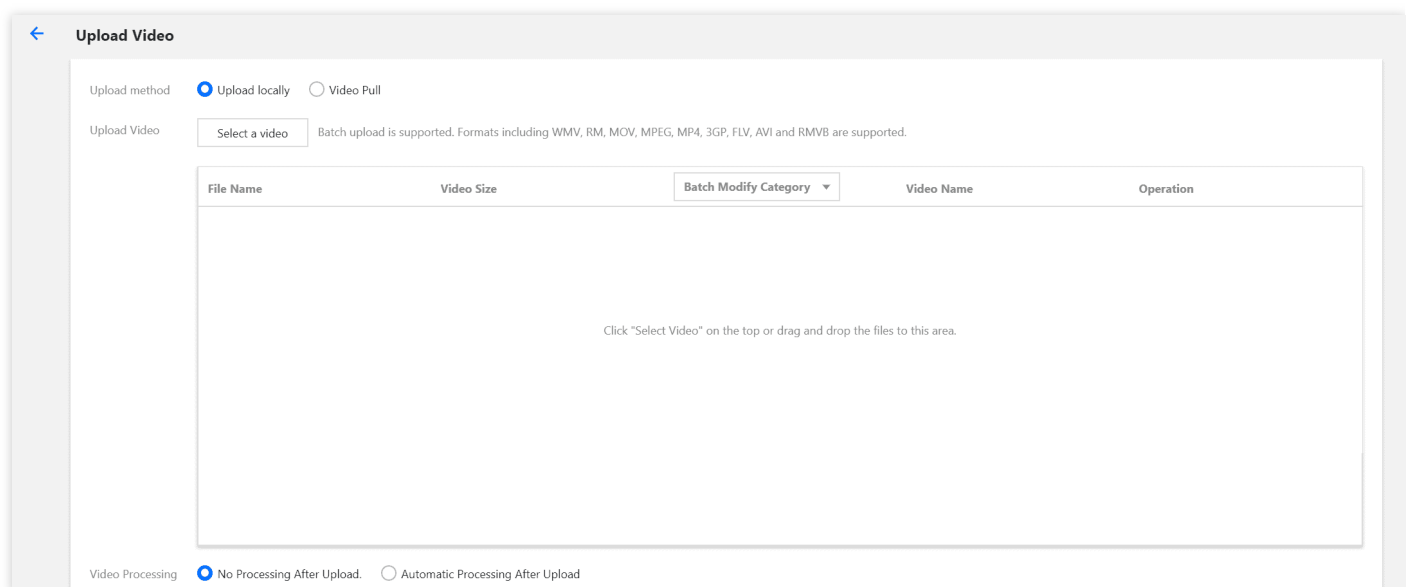 Upload Video
Upload method Upload locally Video Pull
Upload Video Select a video Batch upload is supported. Formats including WMV, RM, MOV, MPEG, MP4, 3GP, FLV, AVI and RMVB are supported.
File Name Video Size Batch Modify Category Video Name Operation
Click "Select Video" on the top or drag and drop the files to this area.
Video Processing No Processing After Upload. Automatic Processing After Upload